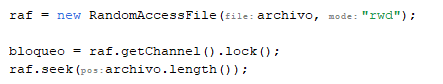 raf = new RandomAccessFile(file: archivo, mode: "rwd");
bloqueo = raf.getChannel().lock();
raf.seek(pos: archivo.length());